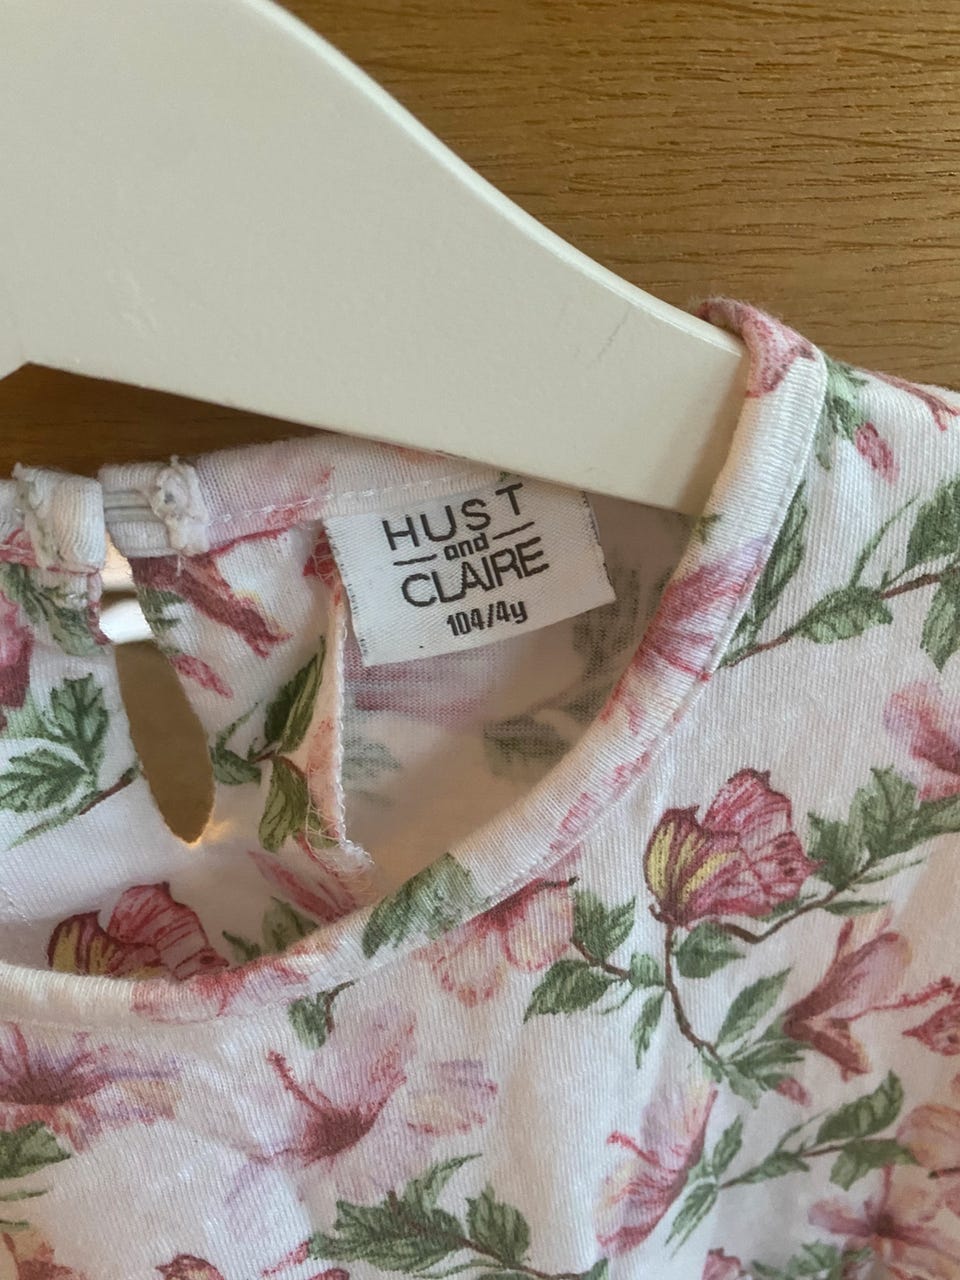 HUST
and
CLAIRE
104/4y